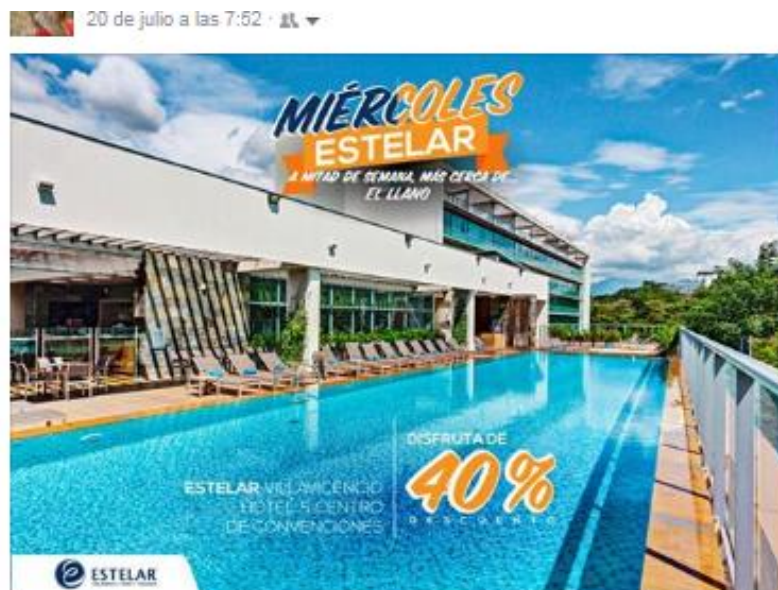 20 de julio a las 7:52 ·
MIÉRCOLES
ESTELAR
A MITAD DE SEMANA, MÁS CERCA DE
EL LLANO
DISFRUTA DE
40%
DESCUENTO
ESTELAR VILLAVICENCIO
HOTEL & CENTRO
DE CONVENCIONES
ESTELAR